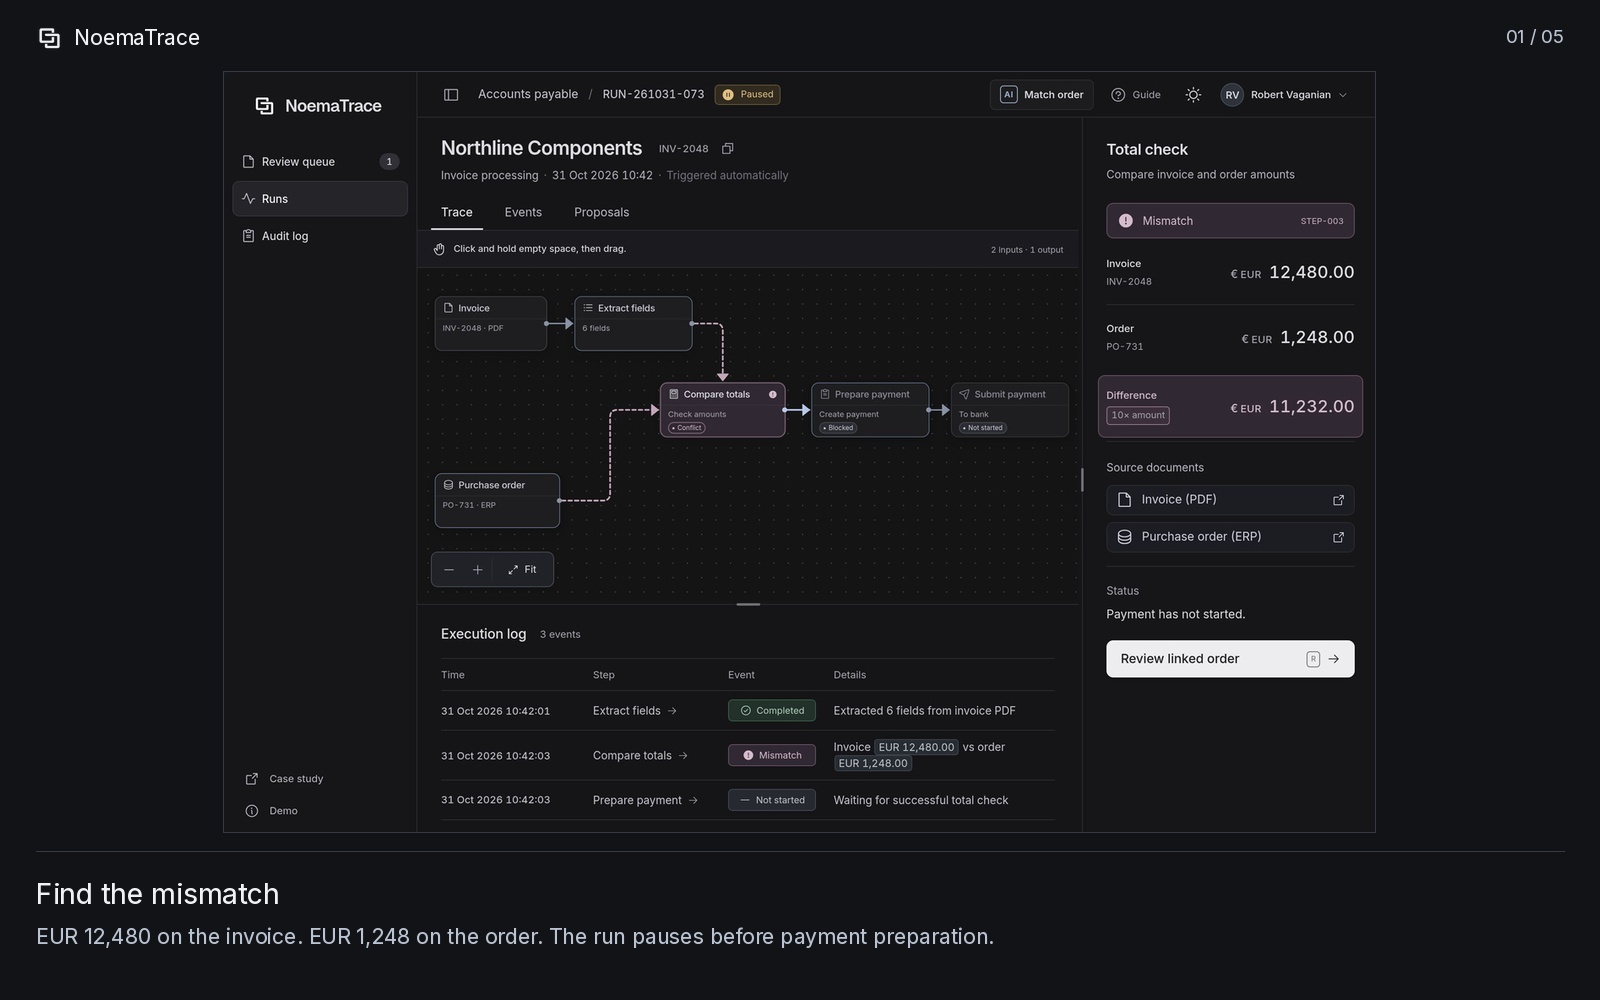 NoemaTrace
01 / 05
NoemaTrace
Review queue
1
Runs
Audit log
Case study
Demo
Accounts payable / RUN-261031-073
Paused
AI Match order
Guide
RV Robert Vaganian
Northline Components INV-2048
Invoice processing · 31 Oct 2026 10:42 · Triggered automatically
Trace Events Proposals
Click and hold empty space, then drag.
2 inputs · 1 output
Invoice
INV-2048 · PDF
Extract fields
6 fields
Compare totals
Check amounts
• Conflict
Prepare payment
Create payment
• Blocked
Submit payment
To bank
• Not started
Purchase order
PO-731 · ERP
Fit
Execution log 3 events
Time Step Event Details
31 Oct 2026 10:42:01 Extract fields → Completed Extracted 6 fields from invoice PDF
31 Oct 2026 10:42:03 Compare totals → Mismatch Invoice EUR 12,480.00 vs order
EUR 1,248.00
31 Oct 2026 10:42:03 Prepare payment → Not started Waiting for successful total check
Total check
Compare invoice and order amounts
Mismatch STEP-003
Invoice
INV-2048
€ EUR 12,480.00
Order
PO-731
€ EUR 1,248.00
Difference
10× amount
€ EUR 11,232.00
Source documents
Invoice (PDF)
Purchase order (ERP)
Status
Payment has not started.
Review linked order R →
Find the mismatch
EUR 12,480 on the invoice. EUR 1,248 on the order. The run pauses before payment preparation.